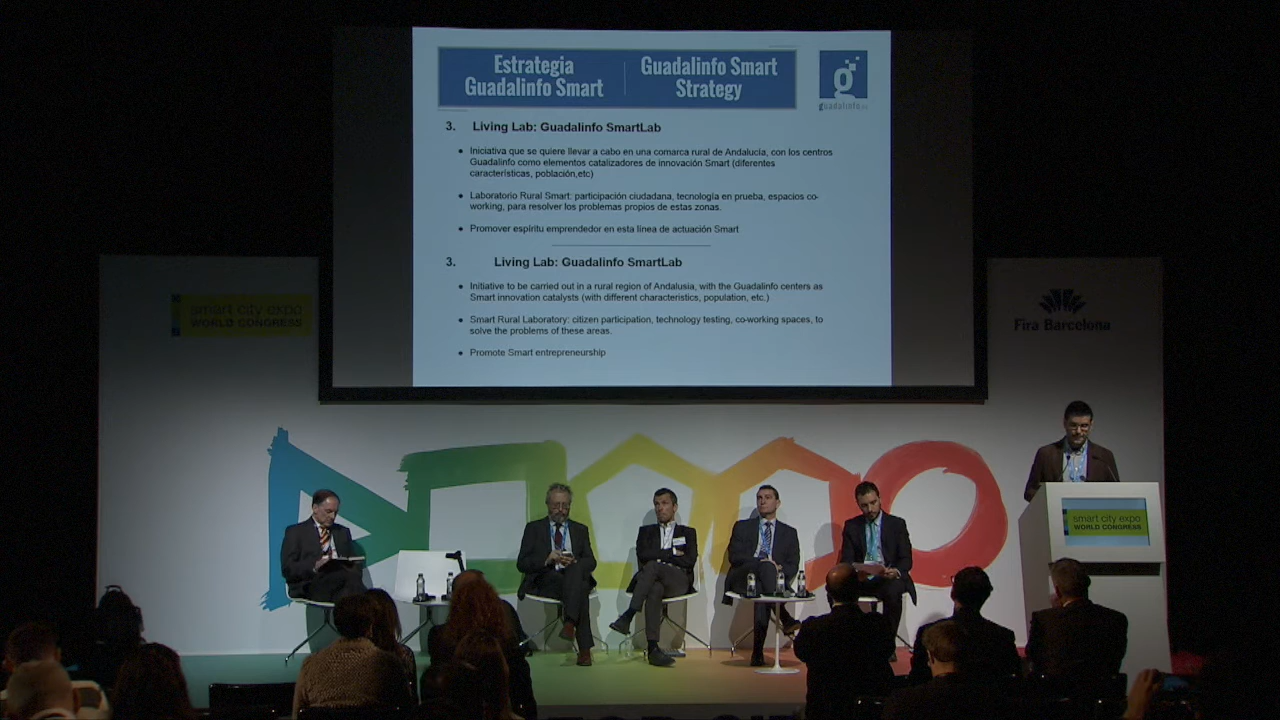 Estrategia
Guadalinfo Smart
Guadalinfo Smart
Strategy
guadalinfo
3. Living Lab: Guadalinfo SmartLab
• Iniciativa que se quiere llevar a cabo en una comarca rural de Andalucía, con los centros
Guadalinfo como elementos catalizadores de innovación Smart (diferentes
características, población,etc)
• Laboratorio Rural Smart: participación ciudadana, tecnología en prueba, espacios co-
working, para resolver los problemas propios de estas zonas.
• Promover espíritu emprendedor en esta línea de actuación Smart
3. Living Lab: Guadalinfo SmartLab
• Initiative to be carried out in a rural region of Andalusia, with the Guadalinfo centers as
Smart innovation catalysts (with different characteristics, population, etc.)
• Smart Rural Laboratory: citizen participation, technology testing, co-working spaces, to
solve the problems of these areas.
• Promote Smart entrepreneurship
smart city expo
WORLD CONGRESS
Fira Barcelona
smart city expo
WORLD CONGRESS